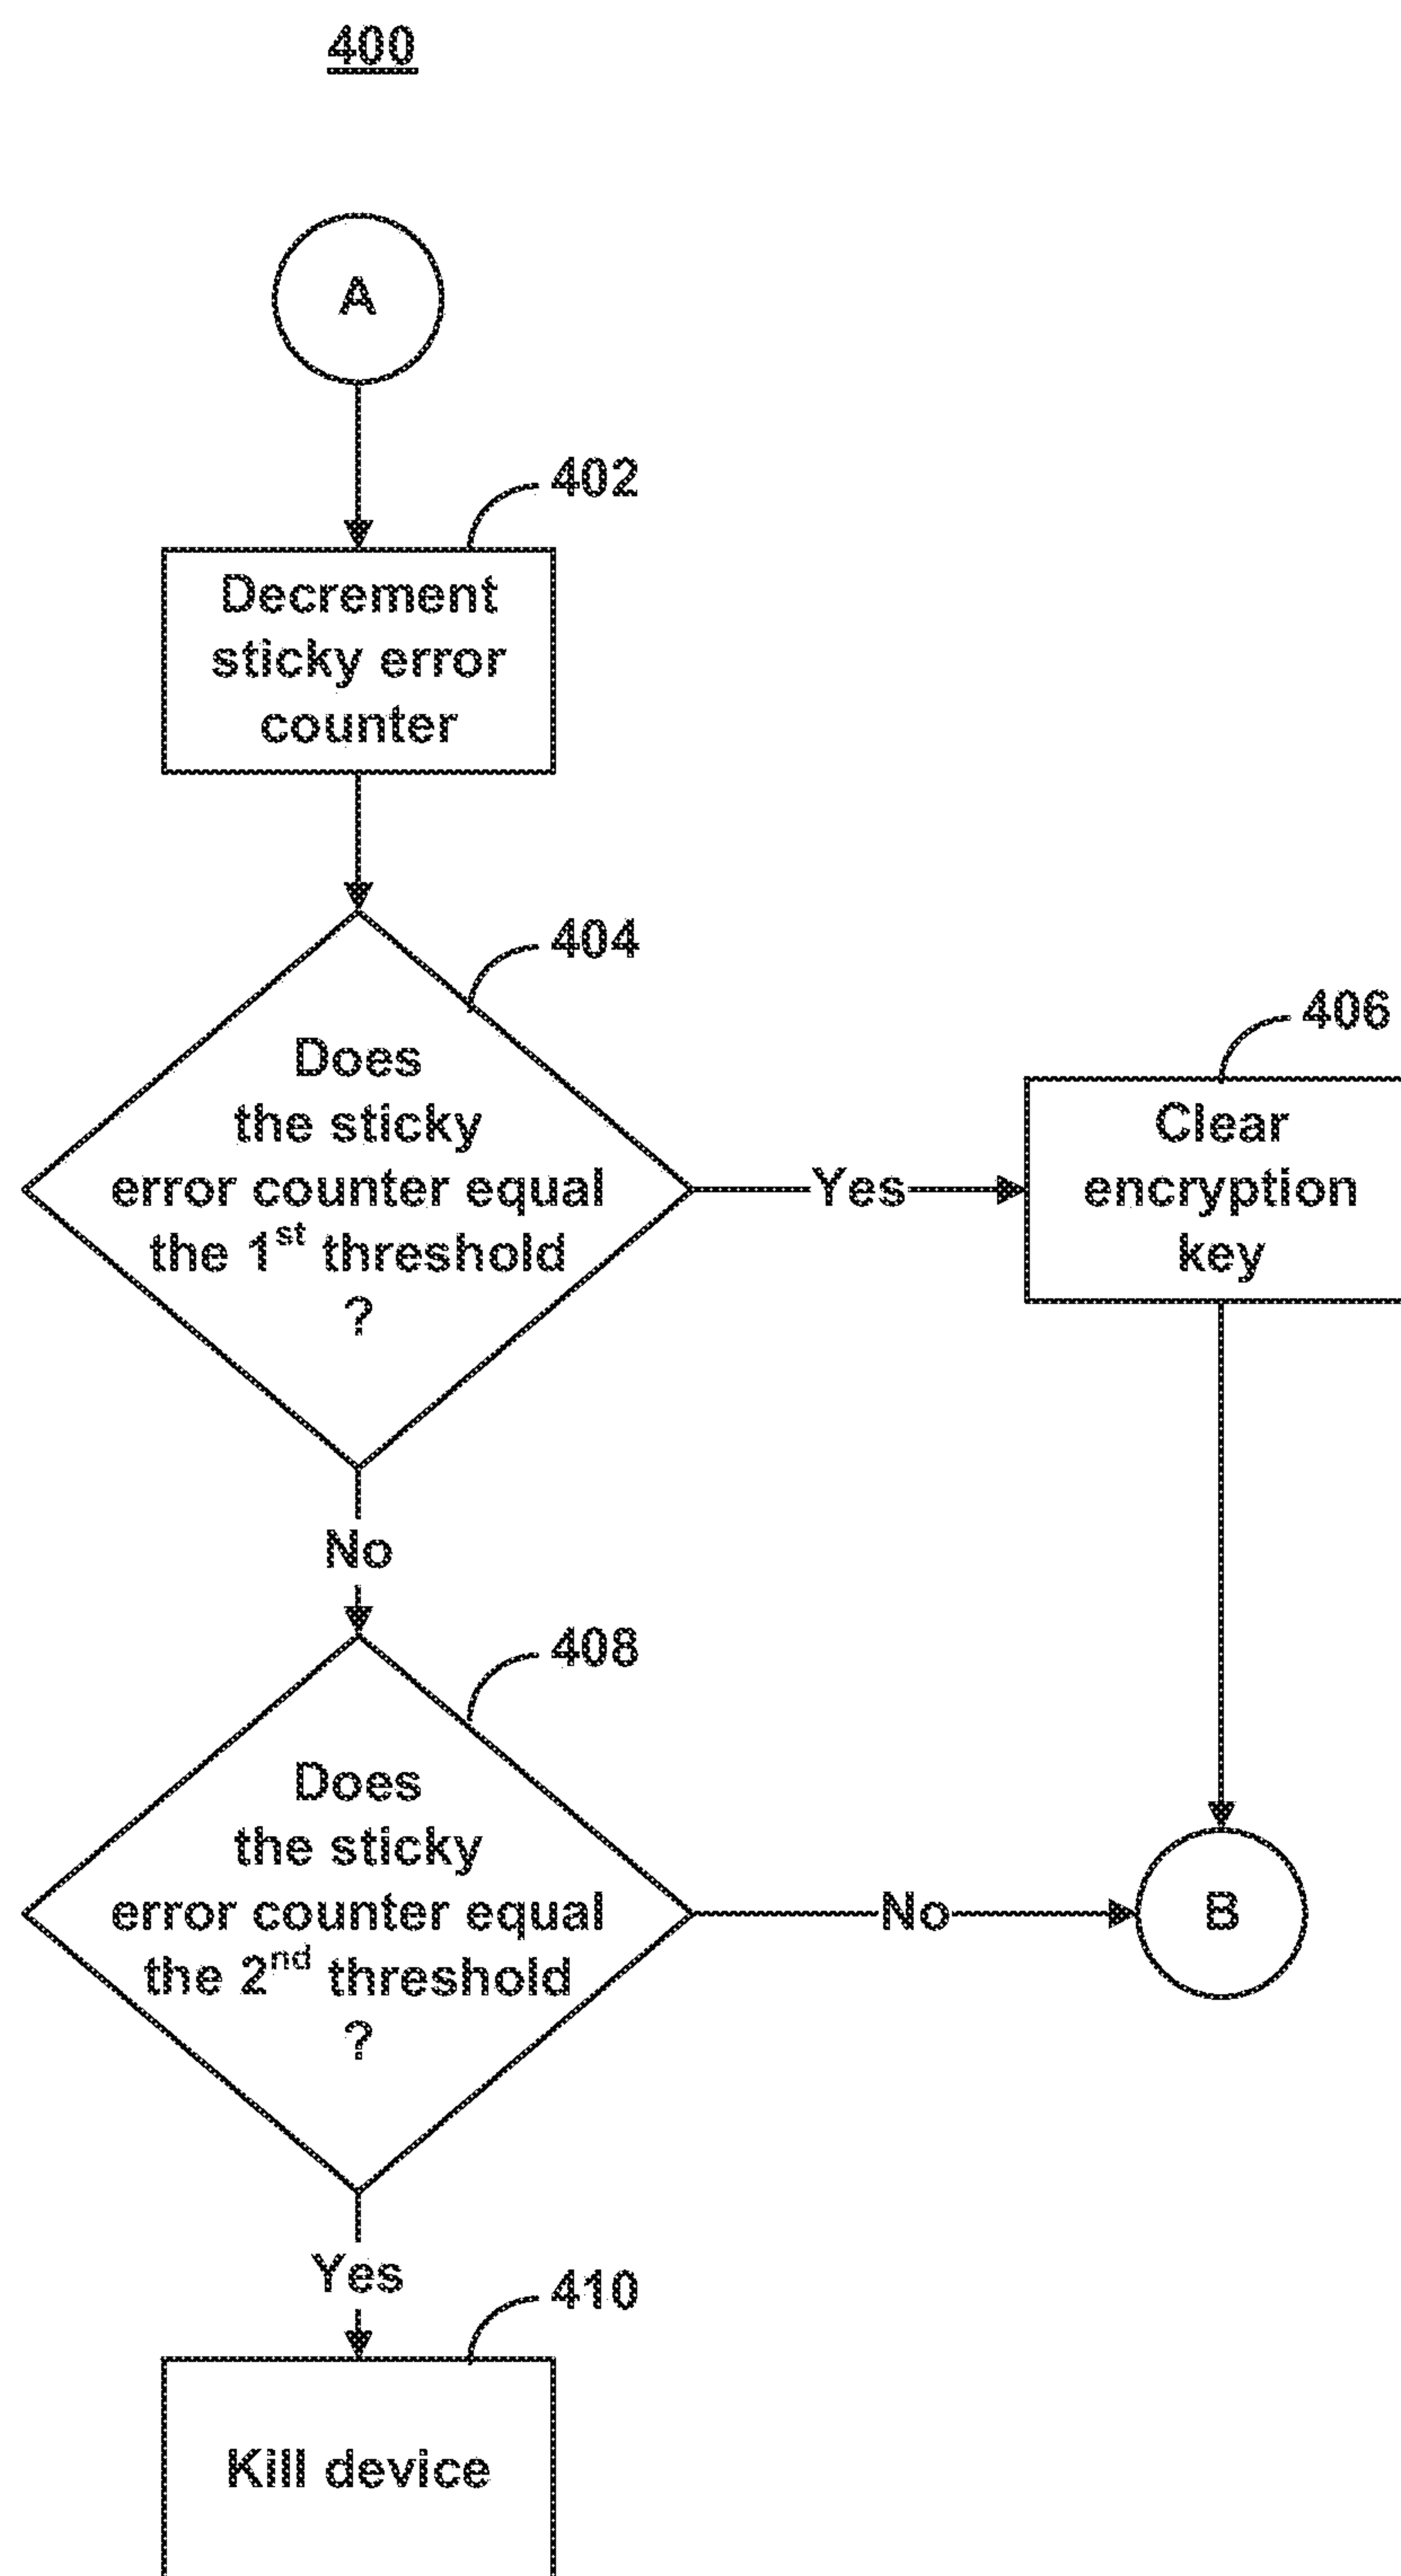 400
A
402
Decrement
sticky error
counter
404
Does
the sticky
error counter equal
the 1st threshold
?
Yes
406
Clear
encryption
key
No
408
Does
the sticky
error counter equal
the 2nd threshold
?
No
B
Yes
410
Kill device